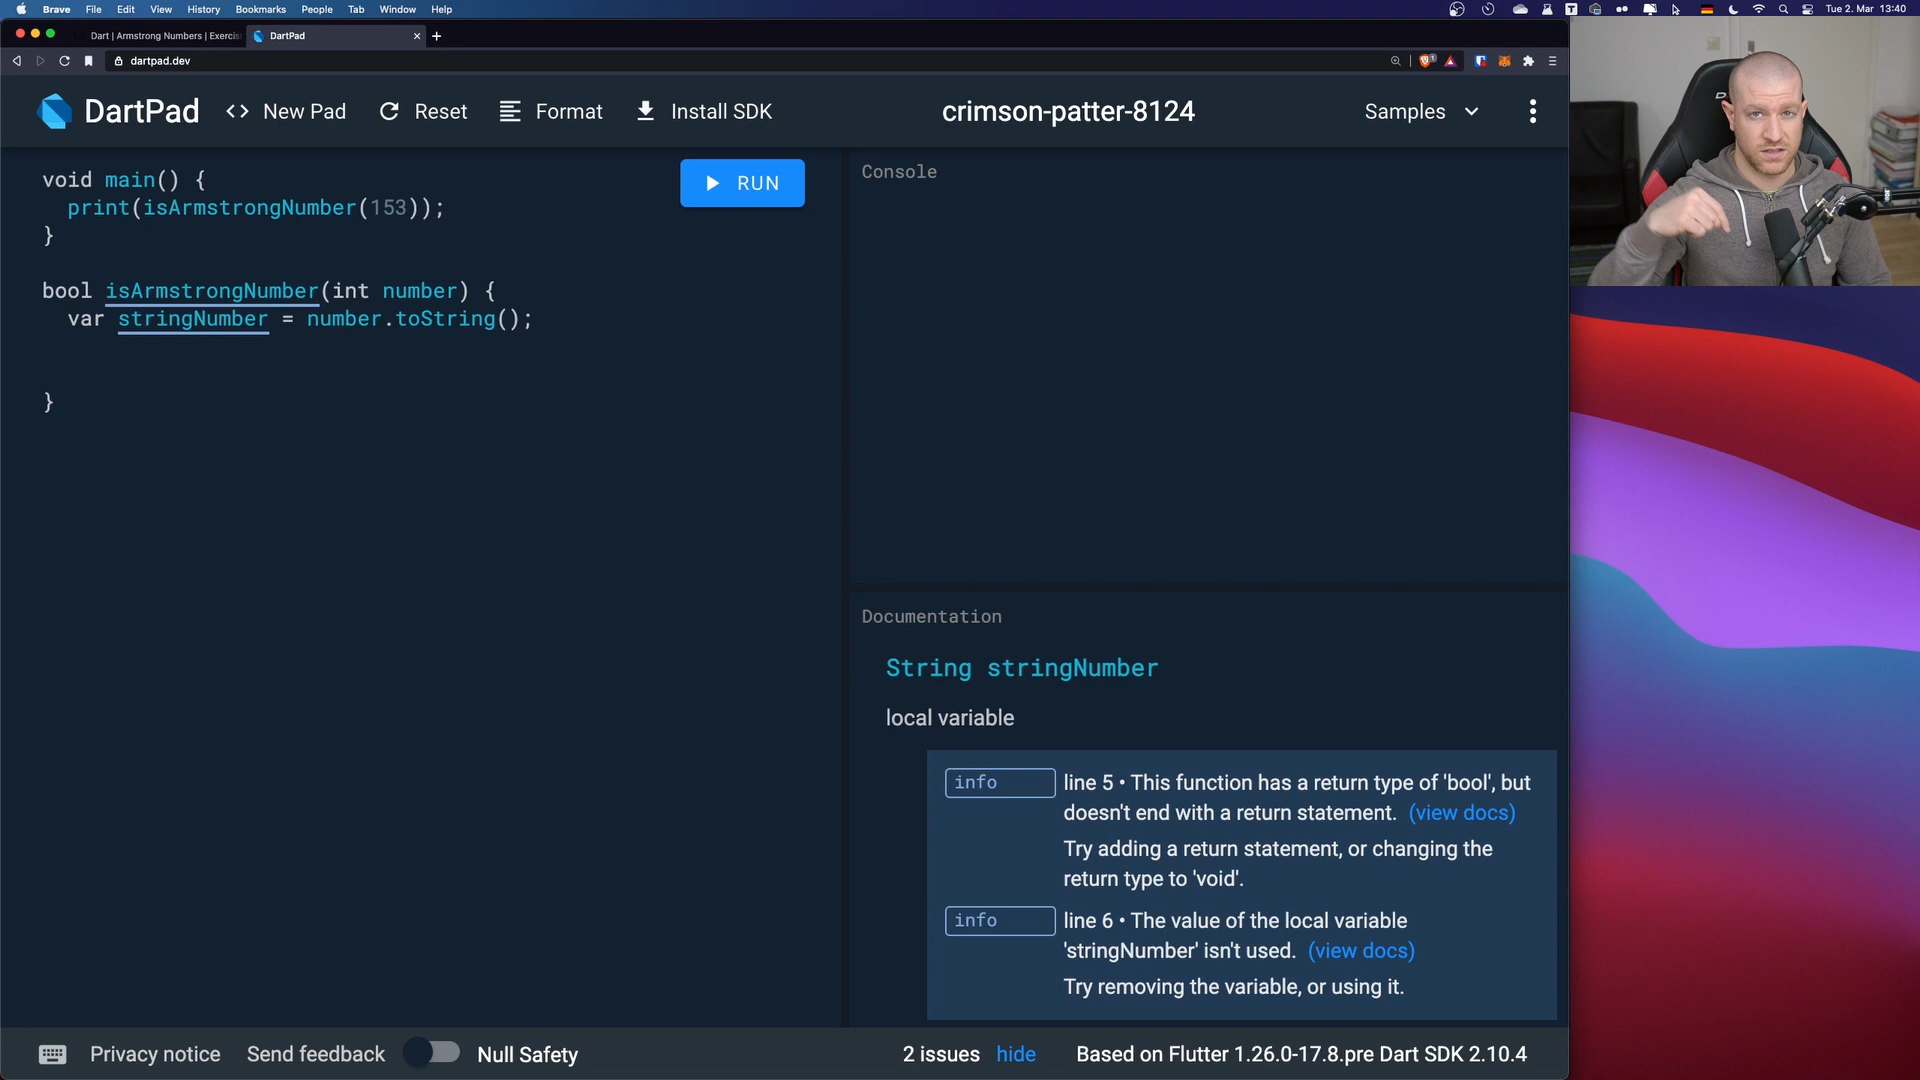 Brave File Edit View History Bookmarks People Tab Window Help
Tue 2. Mar 13:40
Dart | Armstrong Numbers | Exercis
DartPad
dartpad.dev
DartPad
New Pad
Reset
Format
Install SDK
crimson-patter-8124
Samples
void main() {
print(isArmstrongNumber(153));
}
bool isArmstrongNumber(int number) {
var stringNumber = number.toString();
}
RUN
Console
Documentation
String stringNumber
local variable
info line 5 • This function has a return type of 'bool', but
doesn't end with a return statement. (view docs)
Try adding a return statement, or changing the
return type to 'void'.
info line 6 • The value of the local variable
'stringNumber' isn't used. (view docs)
Try removing the variable, or using it.
Privacy notice
Send feedback
Null Safety
2 issues hide
Based on Flutter 1.26.0-17.8.pre Dart SDK 2.10.4